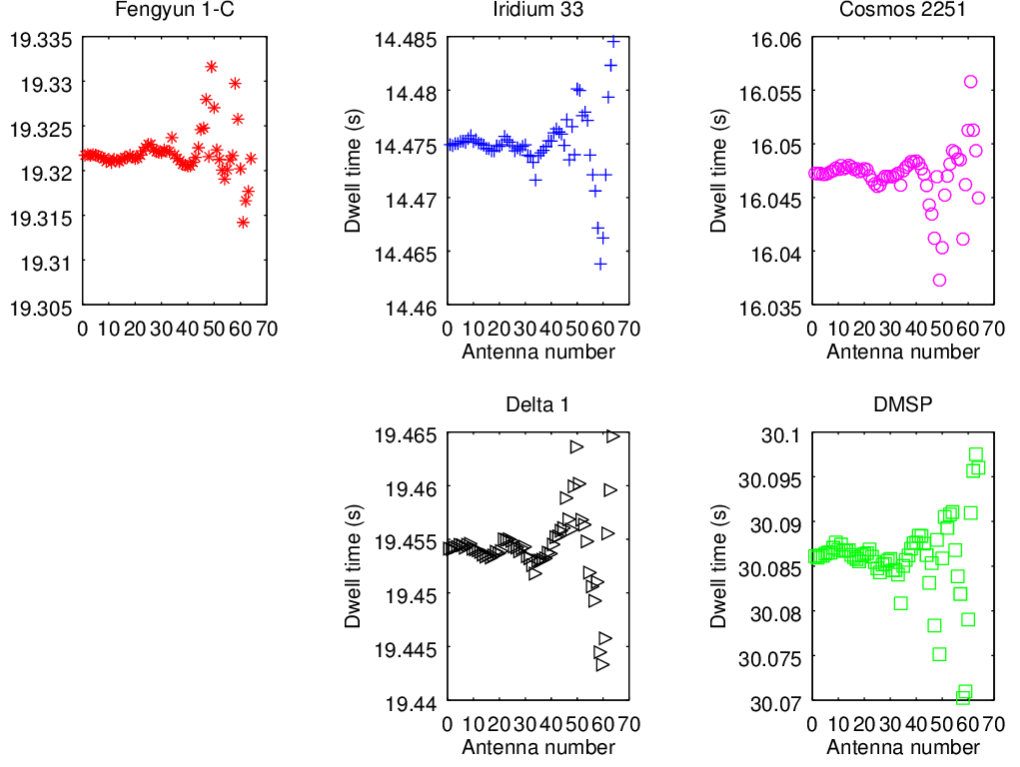 Fengyun 1-C
19.335
19.33
19.325
19.32
19.315
19.31
19.305
0 10 20 30 40 50 60 70
Iridium 33
Dwell time (s)
14.485
14.48
14.475
14.47
14.465
14.46
0 10 20 30 40 50 60 70
Antenna number
Cosmos 2251
Dwell time (s)
16.06
16.055
16.05
16.045
16.04
16.035
0 10 20 30 40 50 60 70
Antenna number
Delta 1
Dwell time (s)
19.465
19.46
19.455
19.45
19.445
19.44
0 10 20 30 40 50 60 70
Antenna number
DMSP
Dwell time (s)
30.1
30.095
30.09
30.085
30.08
30.075
30.07
0 10 20 30 40 50 60 70
Antenna number